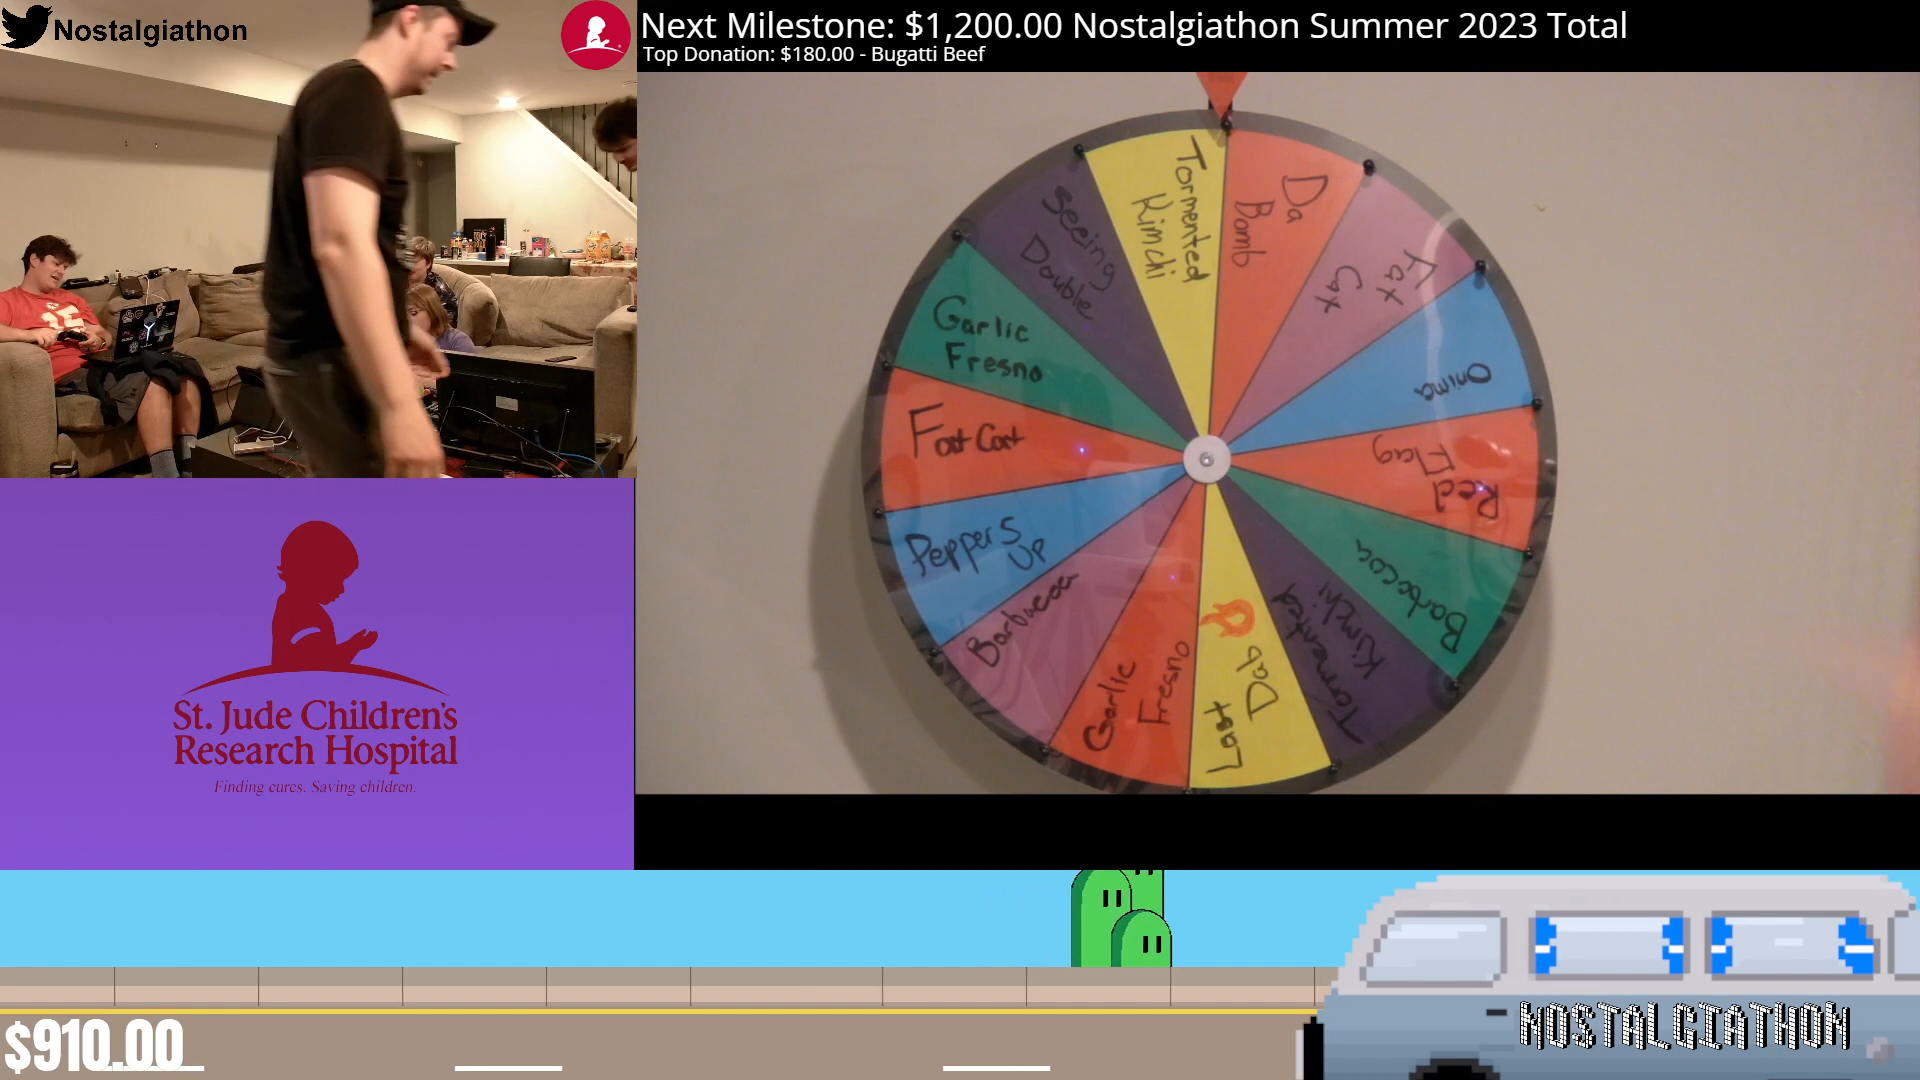 Nostalgiathon
Next Milestone: $1,200.00 Nostalgiathon Summer 2023 Total
Top Donation: $180.00 - Bugatti Beef
Tormented
Kimchi
Da
Bomb
Fat
Cat
Onima
Red
Flag
Barbecoa
Tormented
Kimchi
Last
Dab
Garlic
Fresno
Barbacoa
Peppers
UP
Fat Cat
Garlic
Fresno
Seeing
Double
St. Jude Children's
Research Hospital
Finding cures. Saving children.
$910.00
NOSTALGIATHON